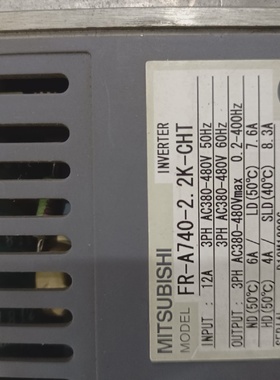 MITSUBISHI INVERTER
MODEL FR-A740-2.2K-CHT
INPUT : 12A 3PH AC380-480V 50Hz
3PH AC380-480V 60Hz
OUTPUT : 3PH AC380-480Vmax 0.2-400Hz
ND(50℃) 6A LD(50℃) 7.6A
HD(50℃) 4A SLD(40℃) 8.3A